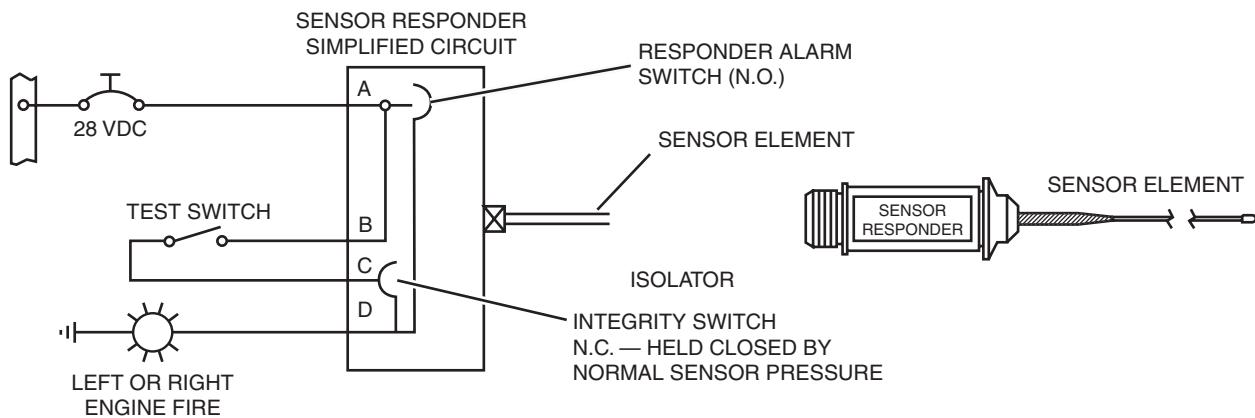 SENSOR RESPONDER
SIMPLIFIED CIRCUIT
RESPONDER ALARM
SWITCH (N.O.)
A
28 VDC
SENSOR ELEMENT
SENSOR ELEMENT
SENSOR
RESPONDER
TEST SWITCH
B
C
ISOLATOR
D
INTEGRITY SWITCH
N.C. — HELD CLOSED BY
NORMAL SENSOR PRESSURE
LEFT OR RIGHT
ENGINE FIRE